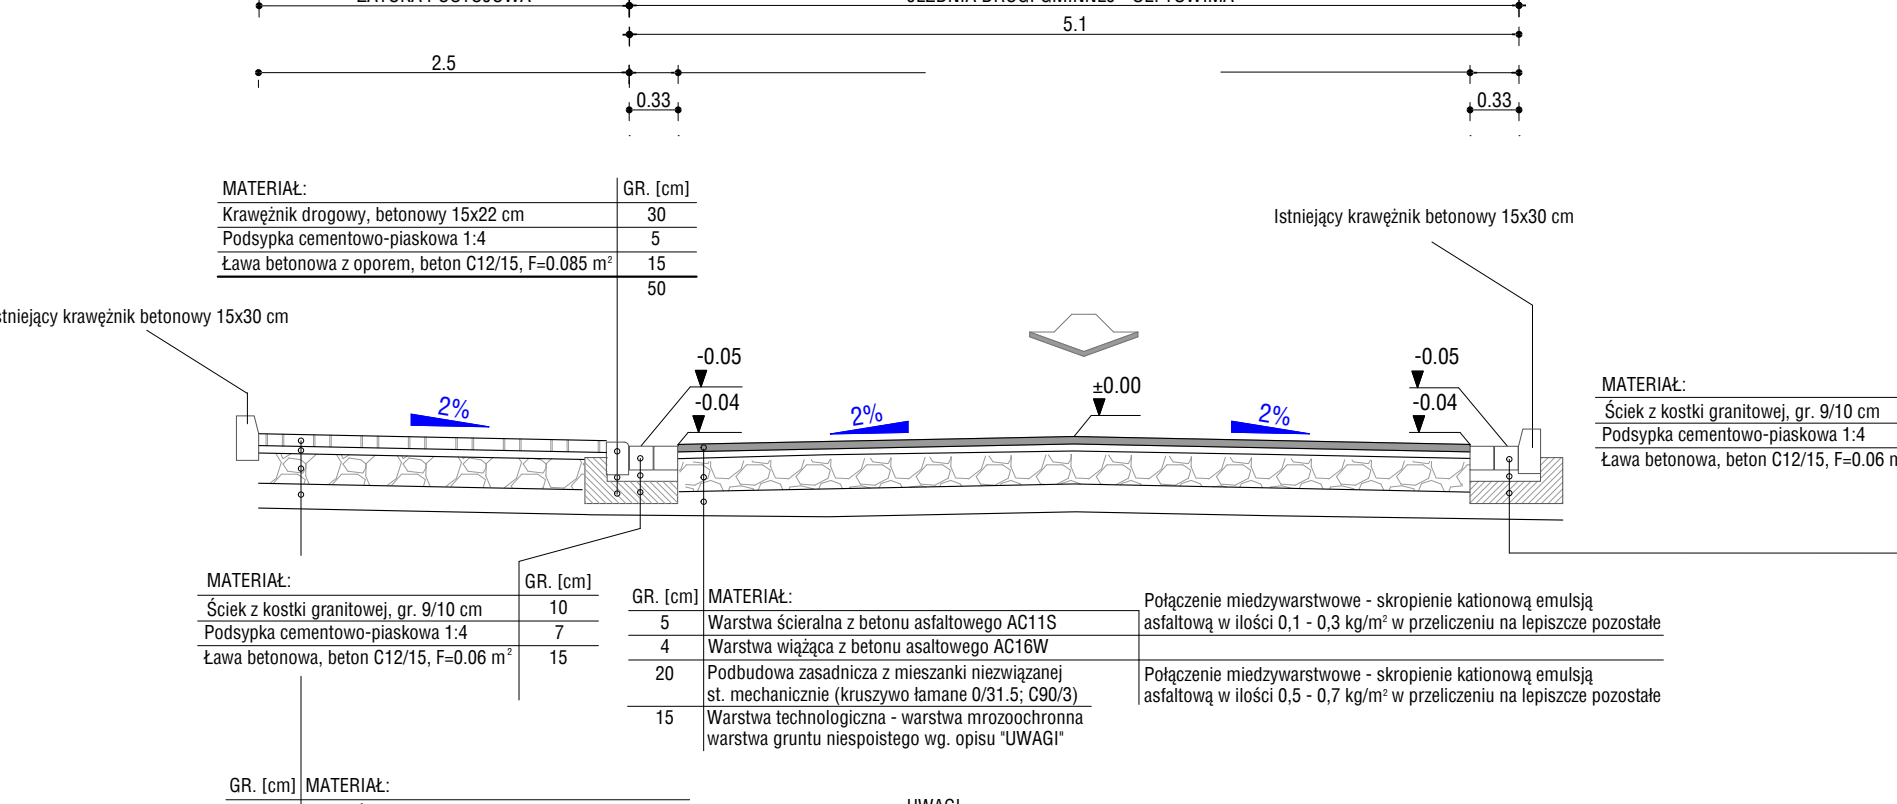 5.1
2.5
0.33
0.33
MATERIAŁ: GR. [cm]
Krawężnik drogowy, betonowy 15x22 cm 30
Podsypka cementowo-piaskowa 1:4 5
Ława betonowa z oporem, beton C12/15, F=0.085 m² 15
50
Istniejący krawężnik betonowy 15x30 cm
krawężnik betonowy 15x30 cm
-0.05
-0.04
±0.00
-0.05
-0.04
2%
2%
2%
MATERIAŁ:
Ściek z kostki granitowej, gr. 9/10 cm
Podsypka cementowo-piaskowa 1:4
Ława betonowa, beton C12/15, F=0.06
MATERIAŁ: GR. [cm]
Ściek z kostki granitowej, gr. 9/10 cm 10
Podsypka cementowo-piaskowa 1:4 7
Ława betonowa, beton C12/15, F=0.06 m² 15
GR. [cm] MATERIAŁ:
5 Warstwa ścieralna z betonu asfaltowego AC11S
4 Warstwa wiążąca z betonu asaltowego AC16W
20 Podbudowa zasadnicza z mieszanki niezwiązanej
st. mechanicznie (kruszywo łamane 0/31.5; C90/3)
15 Warstwa technologiczna - warstwa mrozoochronna
warstwa gruntu niespoistego wg. opisu "UWAGI"
Połączenie miedzywarstwowe - skropienie kationową emulsją
asfaltową w ilości 0,1 - 0,3 kg/m² w przeliczeniu na lepiszcze pozostałe
Połączenie miedzywarstwowe - skropienie kationową emulsją
asfaltową w ilości 0,5 - 0,7 kg/m² w przeliczeniu na lepiszcze pozostałe
GR. [cm] MATERIAŁ: